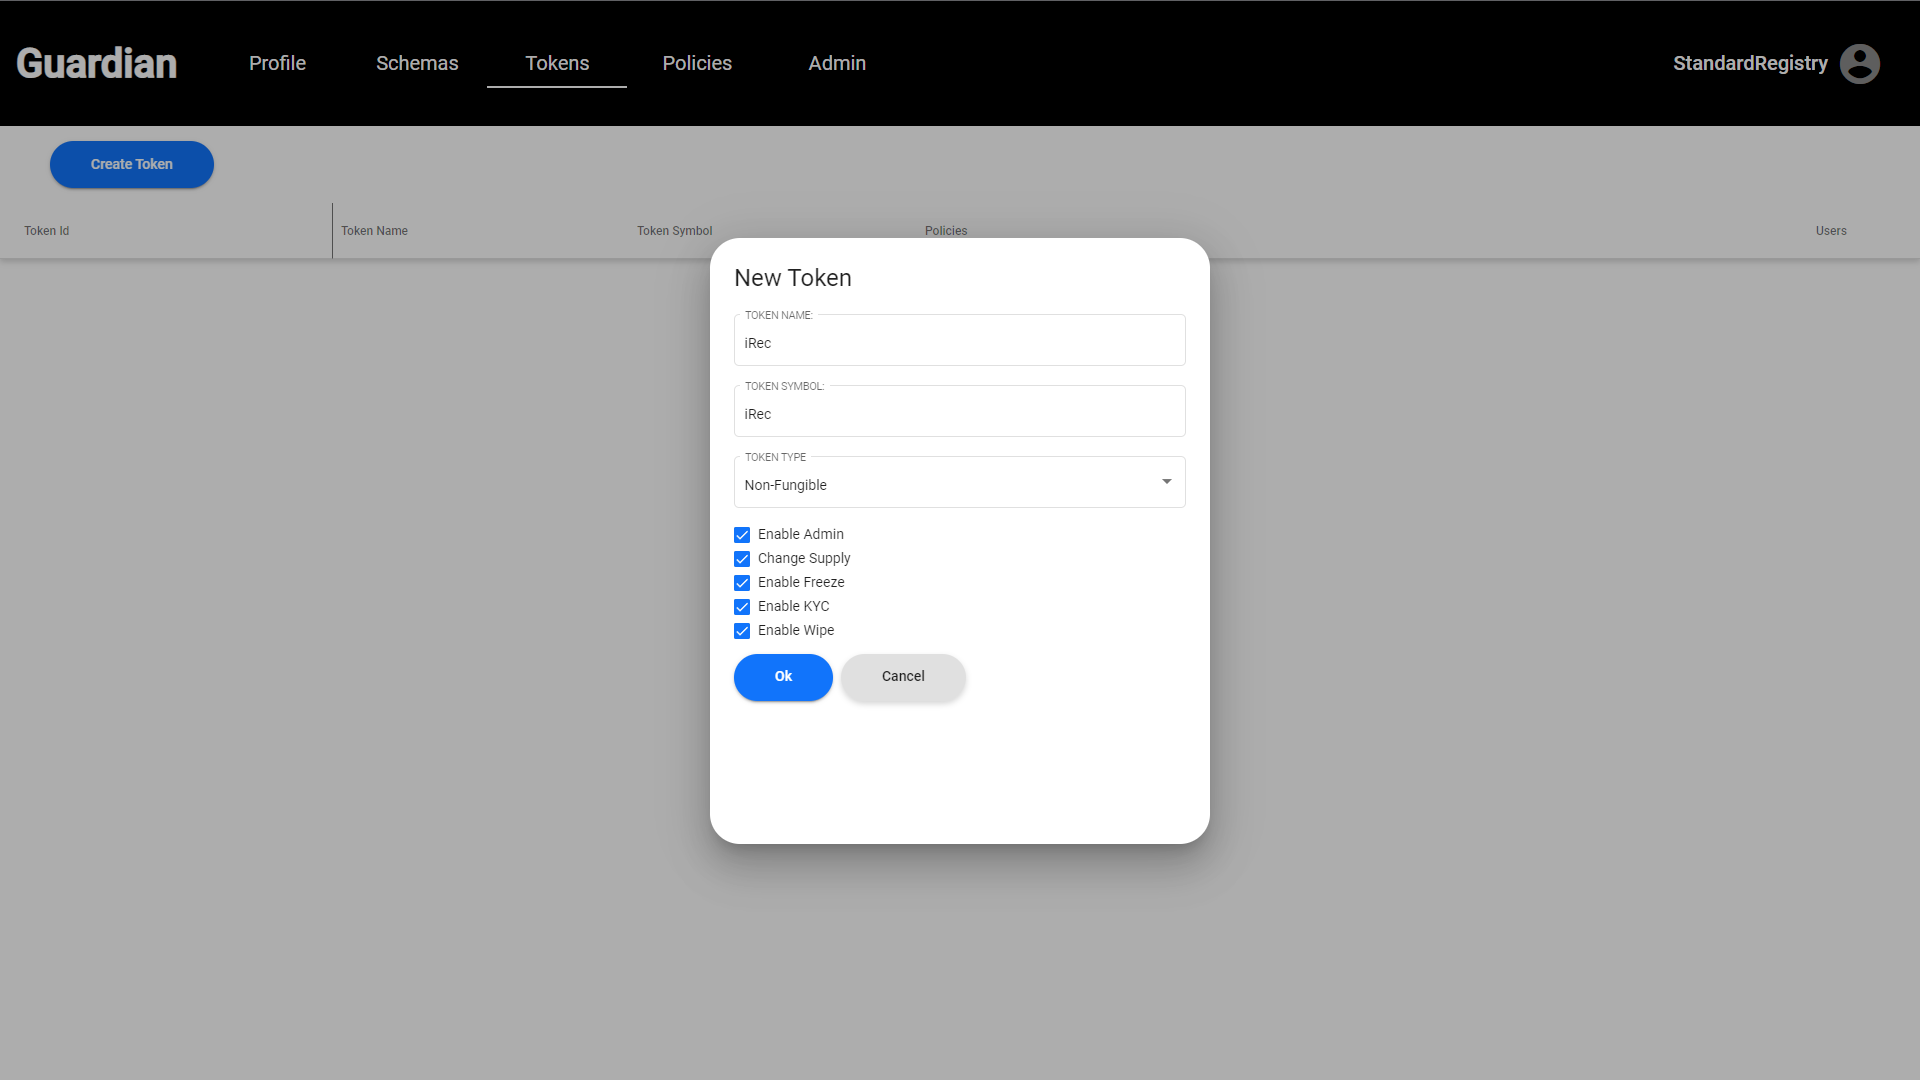 Guardian Profile Schemas Tokens Policies Admin StandardRegistry
Create Token
Token Id Token Name Token Symbol Policies Users
New Token
TOKEN NAME:
iRec
TOKEN SYMBOL:
iRec
TOKEN TYPE
Non-Fungible
Enable Admin
Change Supply
Enable Freeze
Enable KYC
Enable Wipe
Ok Cancel